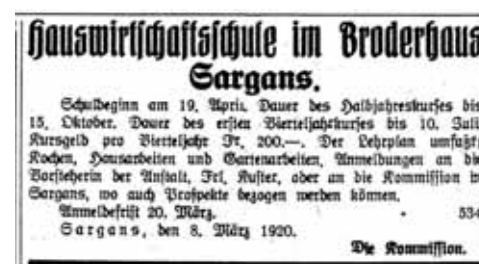 Hauswirtschaftsschule im Broderhaus
Sargans.
Schulbeginn am 19. April. Dauer des Halbjahreskurses bis
15. Oktober. Dauer des ersten Vierteljahrkurses bis 10. Juli
Kursgeld pro Vierteljahr Fr. 200.—. Der Lehrplan umfaßt
Kochen, Hausarbeiten und Gartenarbeiten, Anmeldungen an die
Vorsteherin der Anstalt, Frl. Kuster, oder an die Kommission in
Sargans, wo auch Prospekte bezogen werden können.
Anmeldefrist 20. März. 534
Sargans, den 8. März 1920.
Die Kommission.